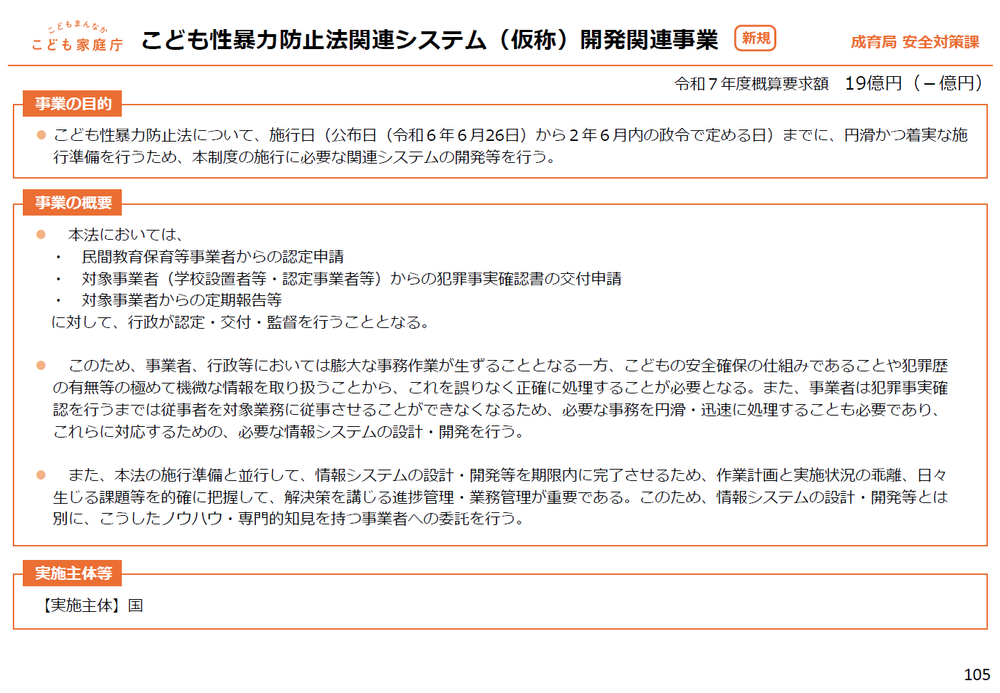 こどもまんなか
こども家庭庁
こども性暴力防止法関連システム（仮称）開発関連事業
新規
成育局 安全対策課
令和７年度概算要求額　19億円（－億円）
事業の目的
● こども性暴力防止法について、施行日（公布日（令和６年６月26日）から２年６月内の政令で定める日）までに、円滑かつ着実な施
行準備を行うため、本制度の施行に必要な関連システムの開発等を行う。
事業の概要
●　本法においては、
・　民間教育保育等事業者からの認定申請
・　対象事業者（学校設置者等・認定事業者等）からの犯罪事実確認書の交付申請
・　対象事業者からの定期報告等
に対して、行政が認定・交付・監督を行うこととなる。
●　このため、事業者、行政等においては膨大な事務作業が生ずることとなる一方、こどもの安全確保の仕組みであることや犯罪歴
の有無等の極めて機微な情報を取り扱うことから、これを誤りなく正確に処理することが必要となる。また、事業者は犯罪事実確
認を行うまでは従事者を対象業務に従事させることができなくなるため、必要な事務を円滑・迅速に処理することも必要であり、
これらに対応するための、必要な情報システムの設計・開発を行う。
●　また、本法の施行準備と並行して、情報システムの設計・開発等を期限内に完了させるため、作業計画と実施状況の乖離、日々
生じる課題等を的確に把握して、解決策を講じる進捗管理・業務管理が重要である。このため、情報システムの設計・開発等とは
別に、こうしたノウハウ・専門的知見を持つ事業者への委託を行う。
実施主体等
【実施主体】国
105